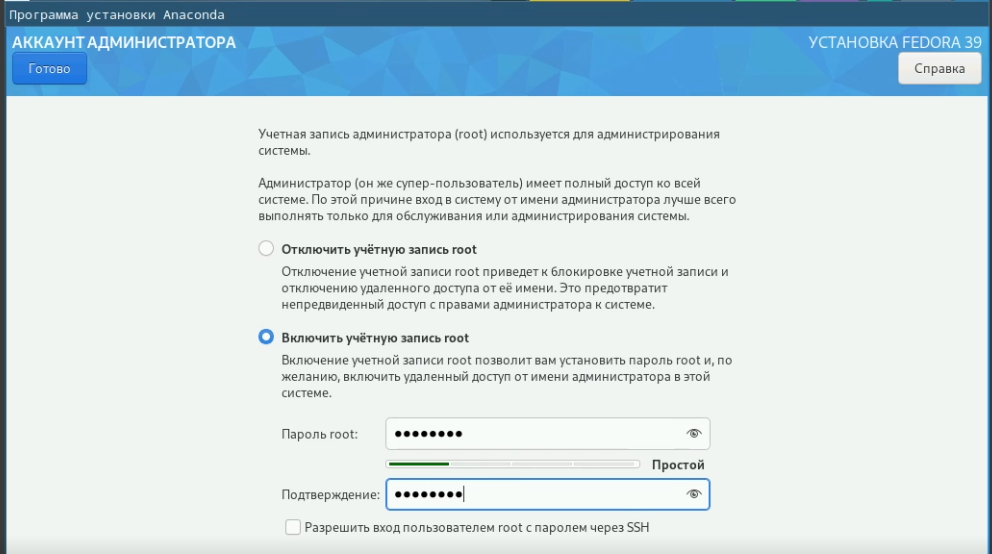 Программа установки Anaconda
АККАУНТ АДМИНИСТРАТОРА
УСТАНОВКА FEDORA 39
Готово
Справка
Учетная запись администратора (root) используется для администрирования
системы.
Администратор (он же супер-пользователь) имеет полный доступ ко всей
системе. По этой причине вход в систему от имени администратора лучше всего
выполнять только для обслуживания или администрирования системы.
Отключить учётную запись root
Отключение учетной записи root приведет к блокировке учетной записи и
отключению удаленного доступа от её имени. Это предотвратит
непредвиденный доступ с правами администратора к системе.
Включить учётную запись root
Включение учетной записи root позволит вам установить пароль root и, по
желанию, включить удаленный доступ от имени администратора в этой
системе.
Пароль root: ●●●●●●●●
Простой
Подтверждение: ●●●●●●●●
Разрешить вход пользователем root с паролем через SSH